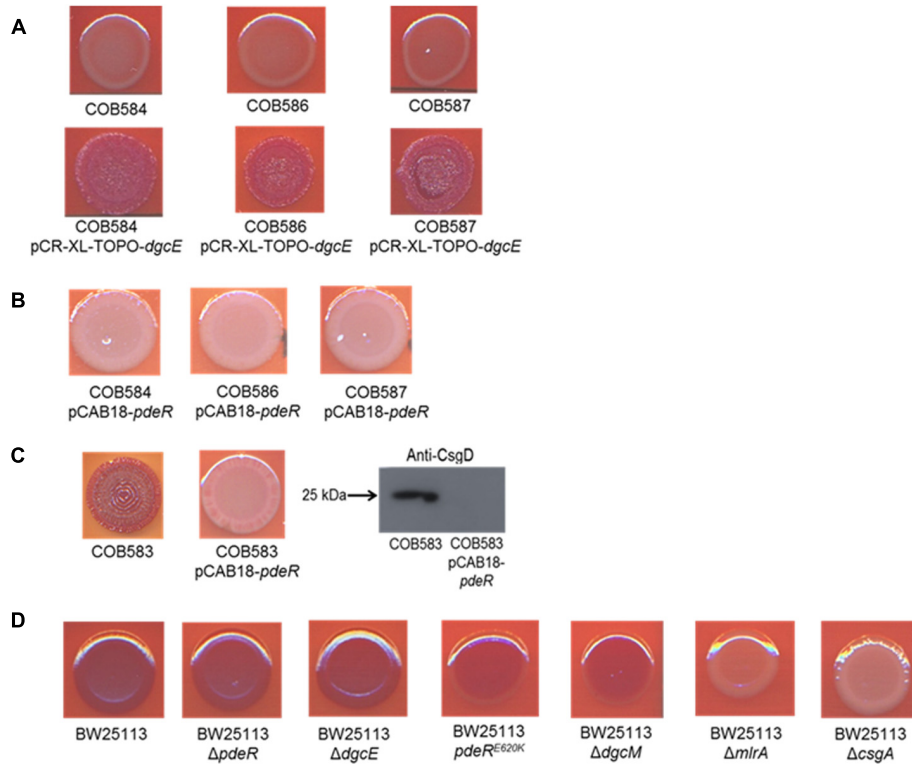 A
COB584
COB586
COB587
COB584
pCR-XL-TOPO-dgcE
COB586
pCR-XL-TOPO-dgcE
COB587
pCR-XL-TOPO-dgcE
B
COB584
pCAB18-pdeR
COB586
pCAB18-pdeR
COB587
pCAB18-pdeR
C
COB583
COB583
pCAB18-pdeR
Anti-CsgD
25 kDa
COB583
COB583
pCAB18-
pdeR
D
BW25113
BW25113
ΔpdeR
BW25113
ΔdgcE
BW25113
pdeRE620K
BW25113
ΔdgcM
BW25113
ΔmlrA
BW25113
ΔcsgA